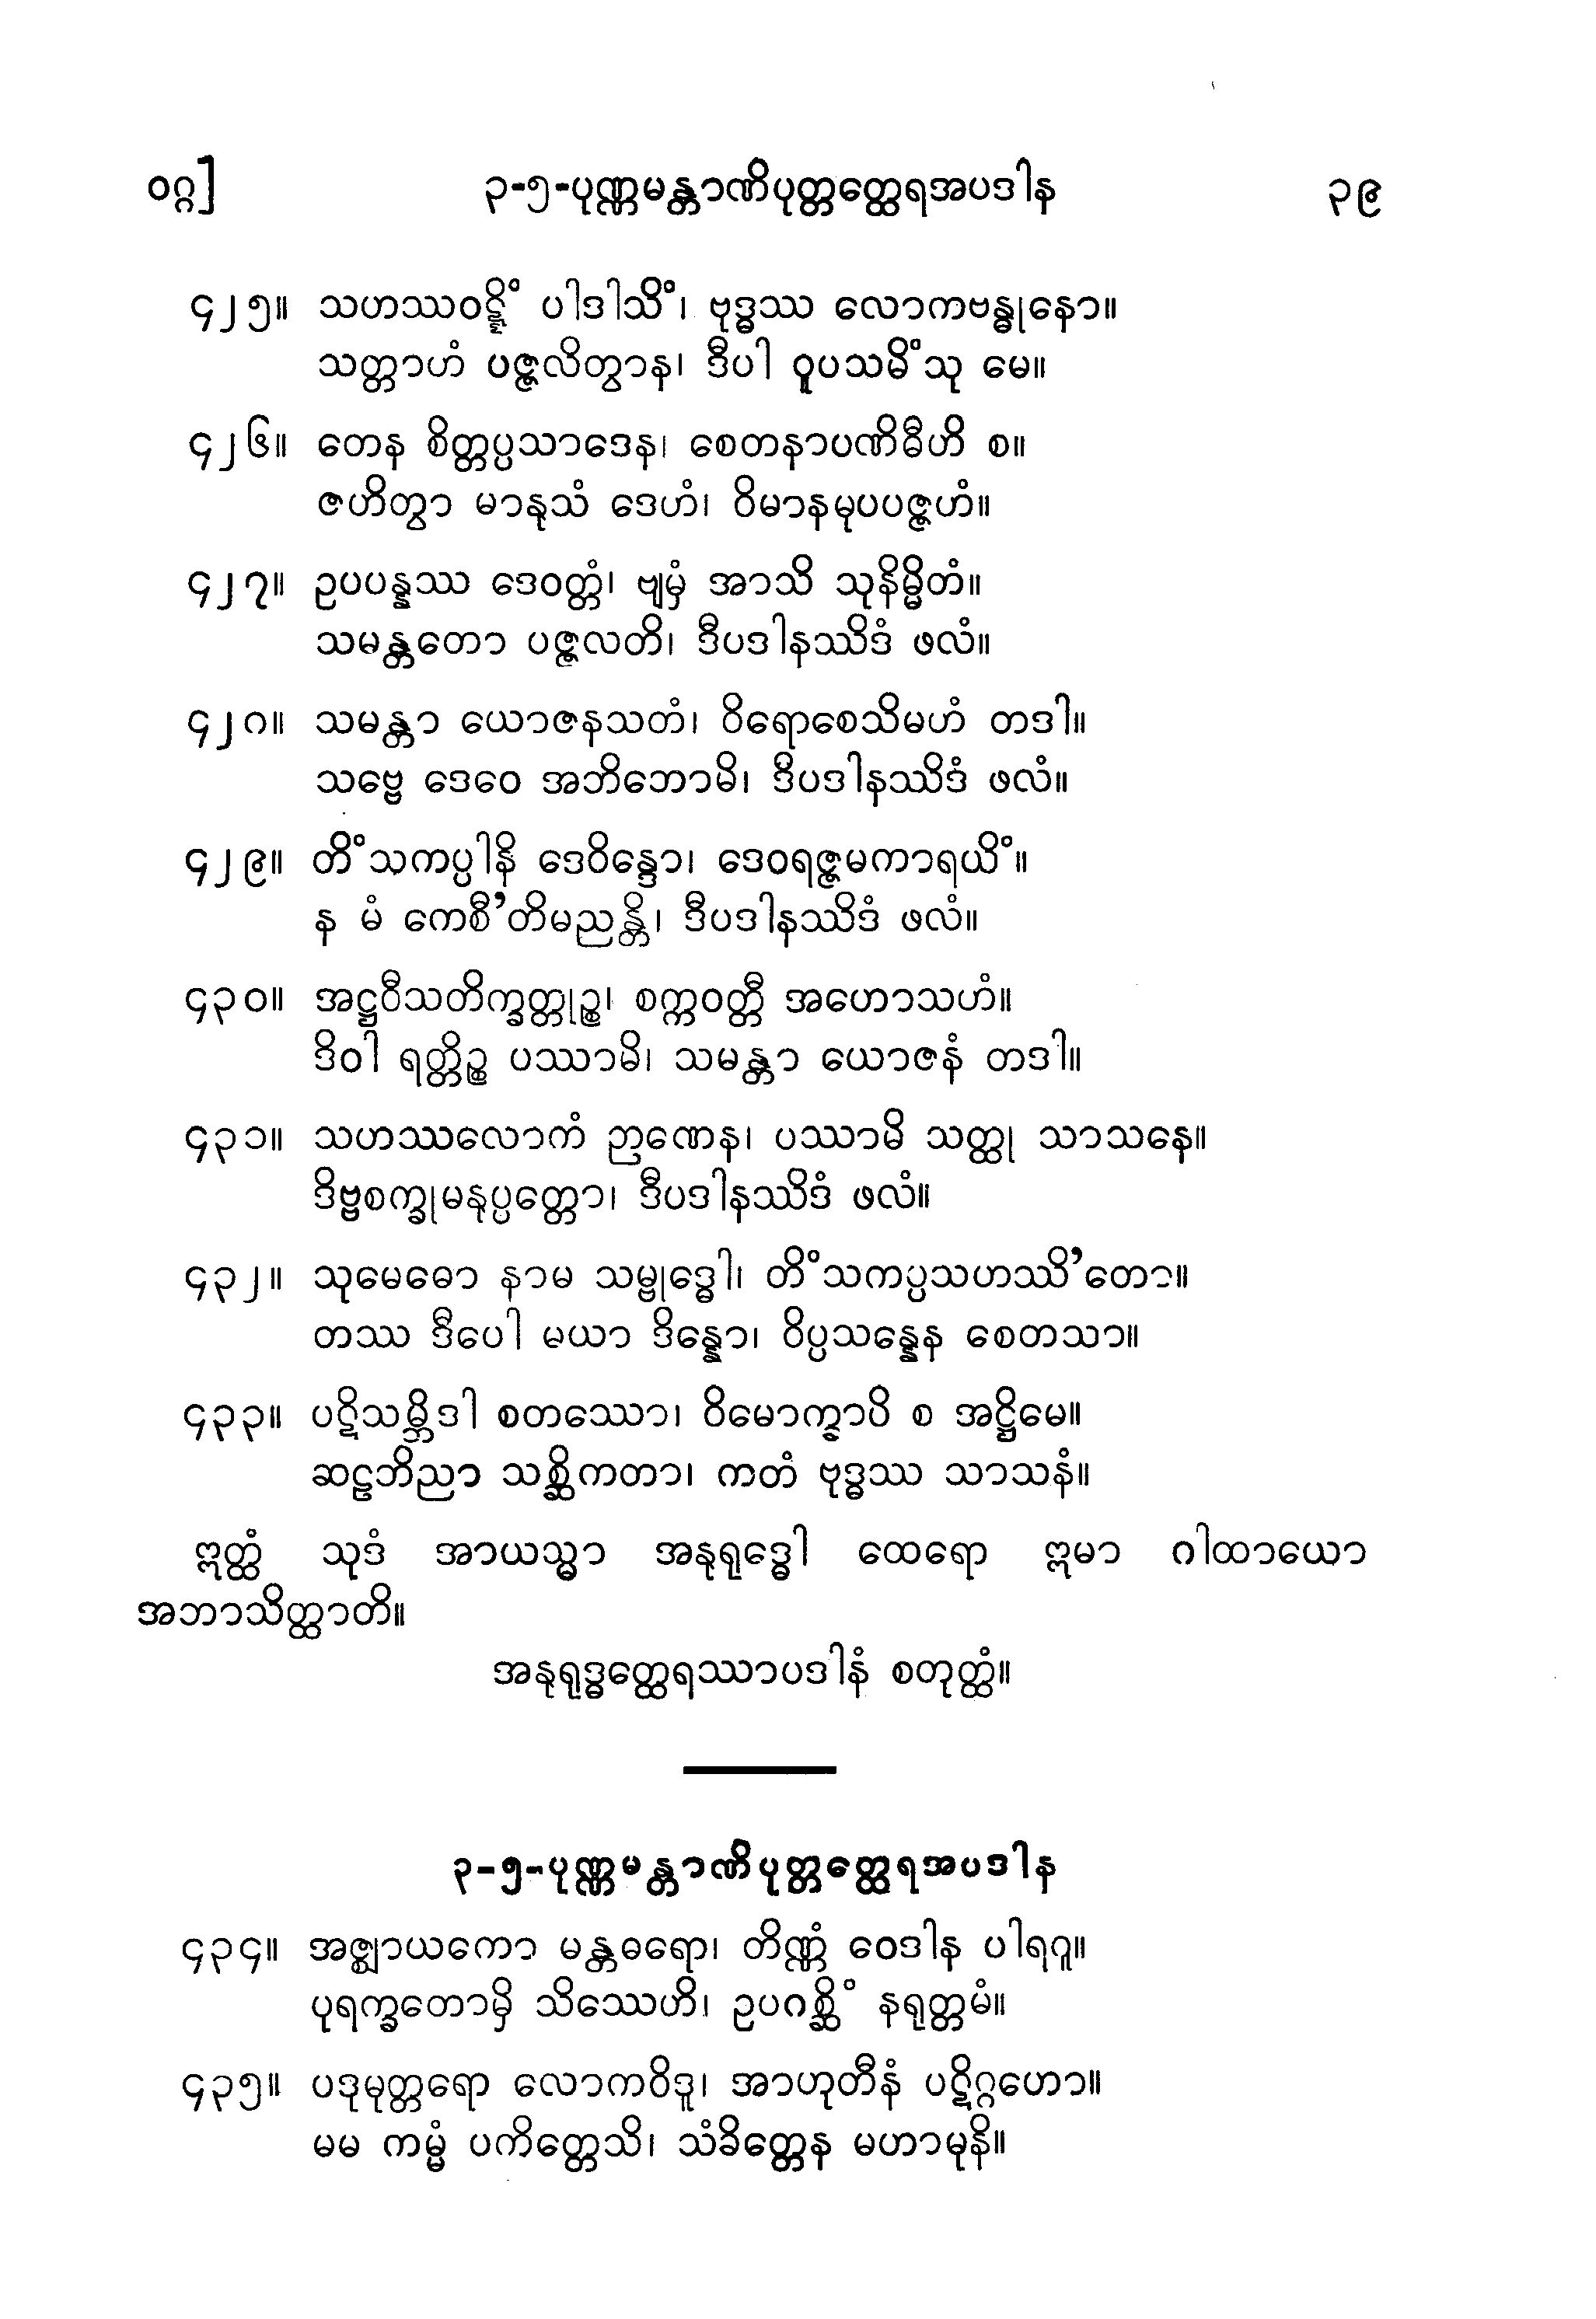 ဝဂ္ဂ] ၃-၅-ပုဏ္ဏမန္တာဏိပုတ္တတ္ထေရအပဒါန ၃၉
၄၂၅။ သဟဿဝဋ္ဋိံ ပါဒါသိံ၊ ဗုဒ္ဓဿ လောကဗန္ဓုနော။
သတ္တာဟံ ပဇ္ဇလိတွာန၊ ဒီပါ ဝူပသမိံသု မေ။
၄၂၆။ တေန စိတ္တပ္ပသာဒေန၊ စေတနာပဏိဓီဟိ စ။
ဇဟိတွာ မာနုသံ ဒေဟံ၊ ဝိမာနမုပပဇ္ဇဟံ။
၄၂၇။ ဥပပန္နဿ ဒေဝတ္တံ၊ ဗျမှံ အာသိ သုနိမ္မိတံ။
သမန္တတော ပဇ္ဇလတိ၊ ဒီပဒါနဿိဒံ ဖလံ။
၄၂၈။ သမန္တာ ယောဇနသတံ၊ ဝိရောစေသိမဟံ တဒါ။
သဗ္ဗေ ဒေဝေ အဘိဘောမိ၊ ဒီပဒါနဿိဒံ ဖလံ။
၄၂၉။ တိံသကပ္ပါနိ ဒေဝိန္ဒော၊ ဒေဝရဇ္ဇမကာရယိံ။
န မံ ကေစီ’တိမညန္တိ၊ ဒီပဒါနဿိဒံ ဖလံ။
၄၃၀။ အဋ္ဌဝီသတိက္ခတ္တုဉ္စ၊ စက္ကဝတ္တီ အဟောသဟံ။
ဒိဝါ ရတ္တိဉ္စ ပဿာမိ၊ သမန္တာ ယောဇနံ တဒါ။
၄၃၁။ သဟဿလောကံ ဉာဏေန၊ ပဿာမိ သတ္ထု သာသနေ။
ဒိဗ္ဗစက္ခုမနုပ္ပတ္တော၊ ဒီပဒါနဿိဒံ ဖလံ။
၄၃၂။ သုမေဓော နာမ သမ္ဗုဒ္ဓေါ၊ တိံသကပ္ပသဟဿိ’တော။
တဿ ဒီပေါ မယာ ဒိန္နော၊ ဝိပ္ပသန္နေန စေတသာ။
၄၃၃။ ပဋိသမ္ဘိဒါ စတဿော၊ ဝိမောက္ခာပိ စ အဋ္ဌိမေ။
ဆဠဘိညာ သစ္ဆိကတာ၊ ကတံ ဗုဒ္ဓဿ သာသနံ။
ဣတ္ထံ သုဒံ အာယသ္မာ အနုရုဒ္ဓေါ ထေရော ဣမာ ဂါထာယော
အဘာသိတ္ထာတိ။
အနုရုဒ္ဓတ္ထေရဿာပဒါနံ စတုတ္ထံ။
၃-၅-ပုဏ္ဏမန္တာဏိပုတ္တတ္ထေရအပဒါန
၄၃၄။ အဇ္ဈာယကော မန္တဓရော၊ တိဏ္ဏံ ဝေဒါန ပါရဂူ။
ပုရက္ခတောမှိ သိဿေဟိ၊ ဥပဂစ္ဆိံ နရုတ္တမံ။
၄၃၅။ ပဒုမုတ္တရော လောကဝိဒူ၊ အာဟုတီနံ ပဋိဂ္ဂဟော။
မမ ကမ္မံ ပကိတ္တေသိ၊ သံခိတ္တေန မဟာမုနိ။